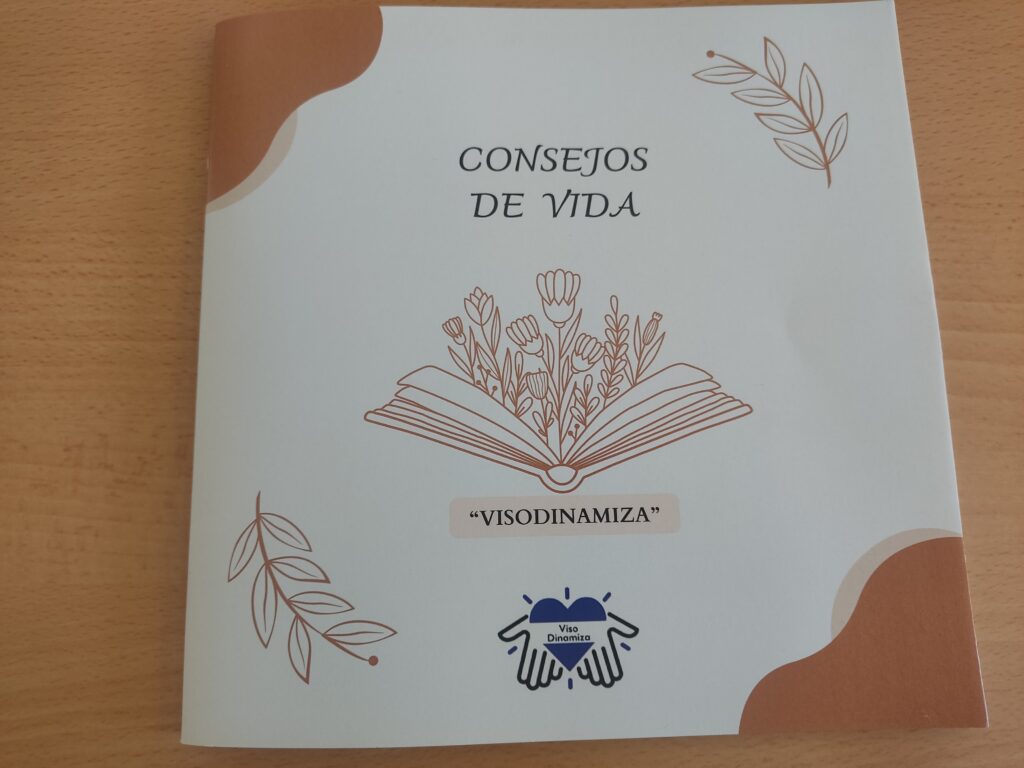 CONSEJOS
DE VIDA
“VISODINAMIZA”
Viso
Dinamiza